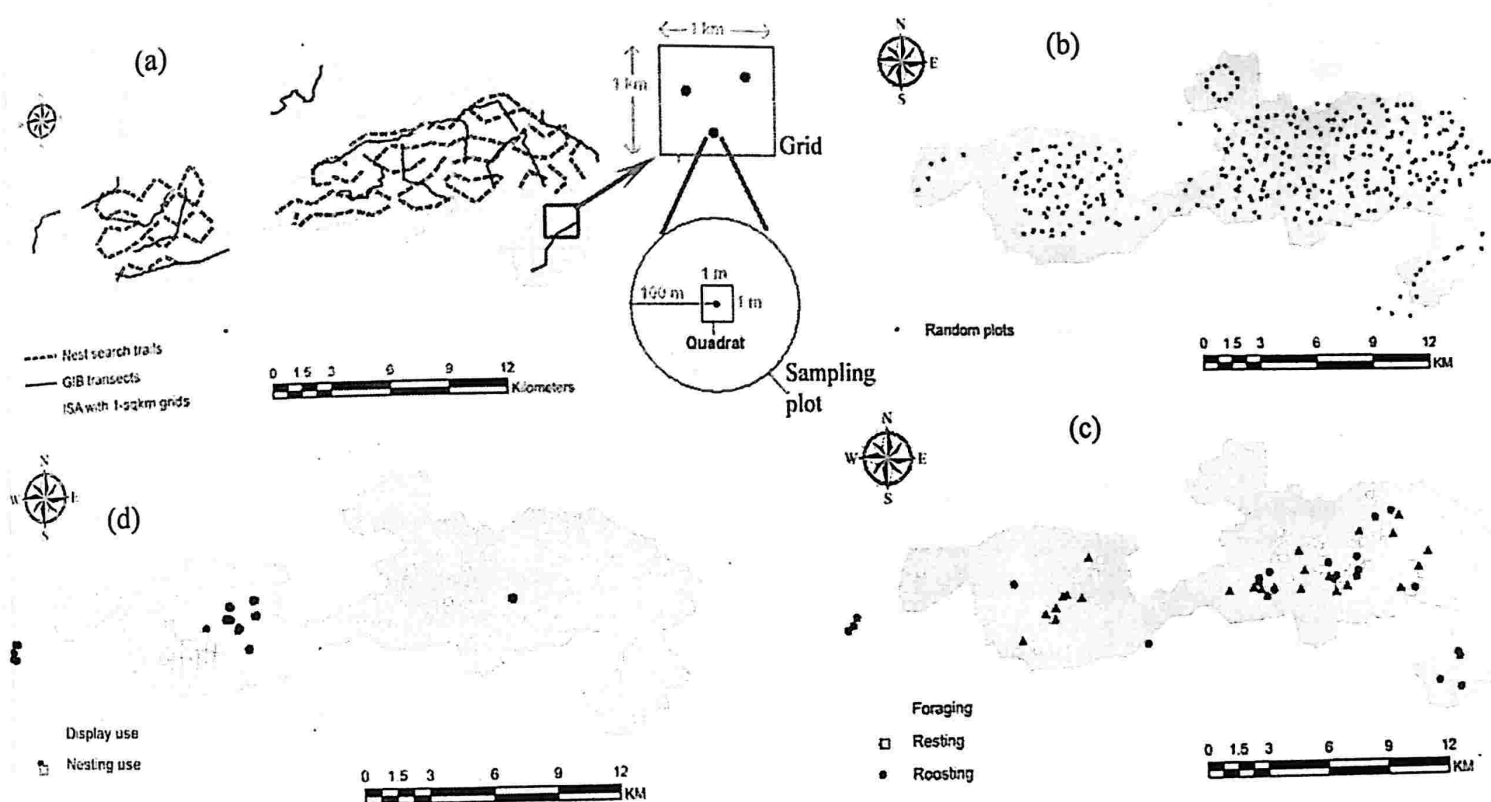 (a)
1 km
1 km
Grid
1 m
100 m
1 m
Quadrat
Sampling
plot
Nest search trails
GIB transects
ISA with 1-sqkm grids
0 1.5 3 6 9 12
Kilometers
(b)
N
E
S
Random plots
0 1.5 3 6 9 12
KM
(d)
N
W E
S
Display use
Nesting use
0 1.5 3 6 9 12
KM
(c)
N
W E
S
Foraging
Resting
Roosting
0 1.5 3 6 9 12
KM